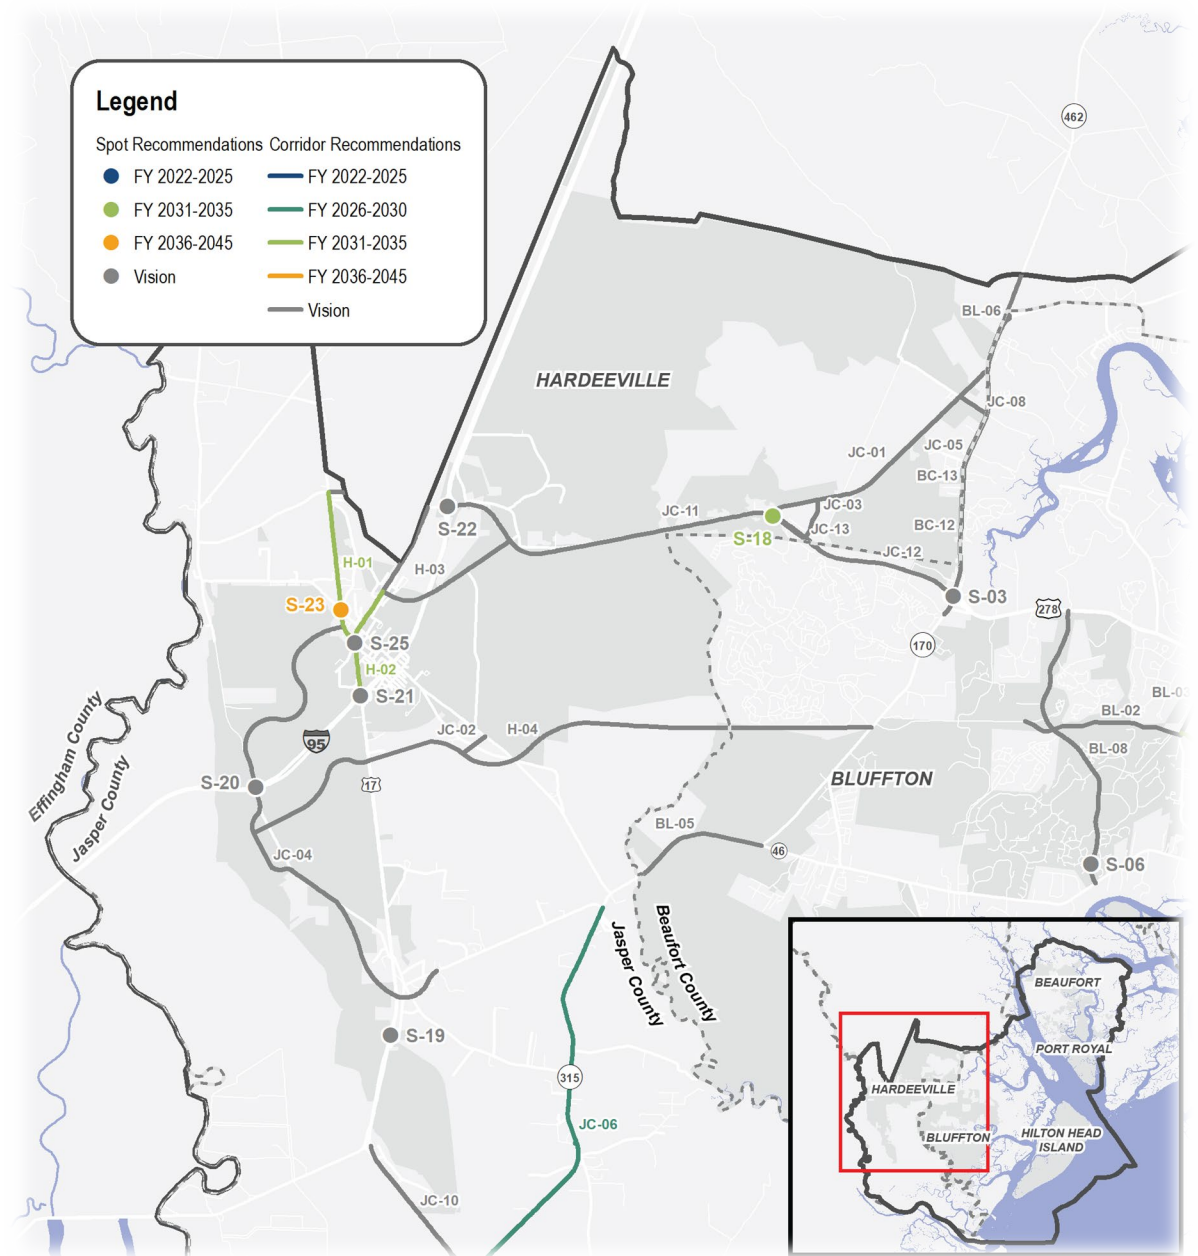 Legend
Spot Recommendations Corridor Recommendations
FY 2022-2025 FY 2022-2025
FY 2031-2035 FY 2026-2030
FY 2036-2045 FY 2031-2035
Vision FY 2036-2045
Vision
462
BL-06
HARDEEVILLE
JC-08
JC-05
JC-01
BC-13
JC-03
JC-11
S-22
BC-12
JC-13
S-18
JC-12
H-01
H-03
S-23
S-03
278
S-25
170
H-02
S-21
BL-02
JC-02
H-04
95
BL-08
BLUFFTON
S-20
17
Effingham County
Jasper County
BL-05
46
JC-04
S-06
Beaufort County
Jasper County
BEAUFORT
S-19
PORT ROYAL
315
HARDEEVILLE
JC-06
BLUFFTON
HILTON HEAD
ISLAND
JC-10